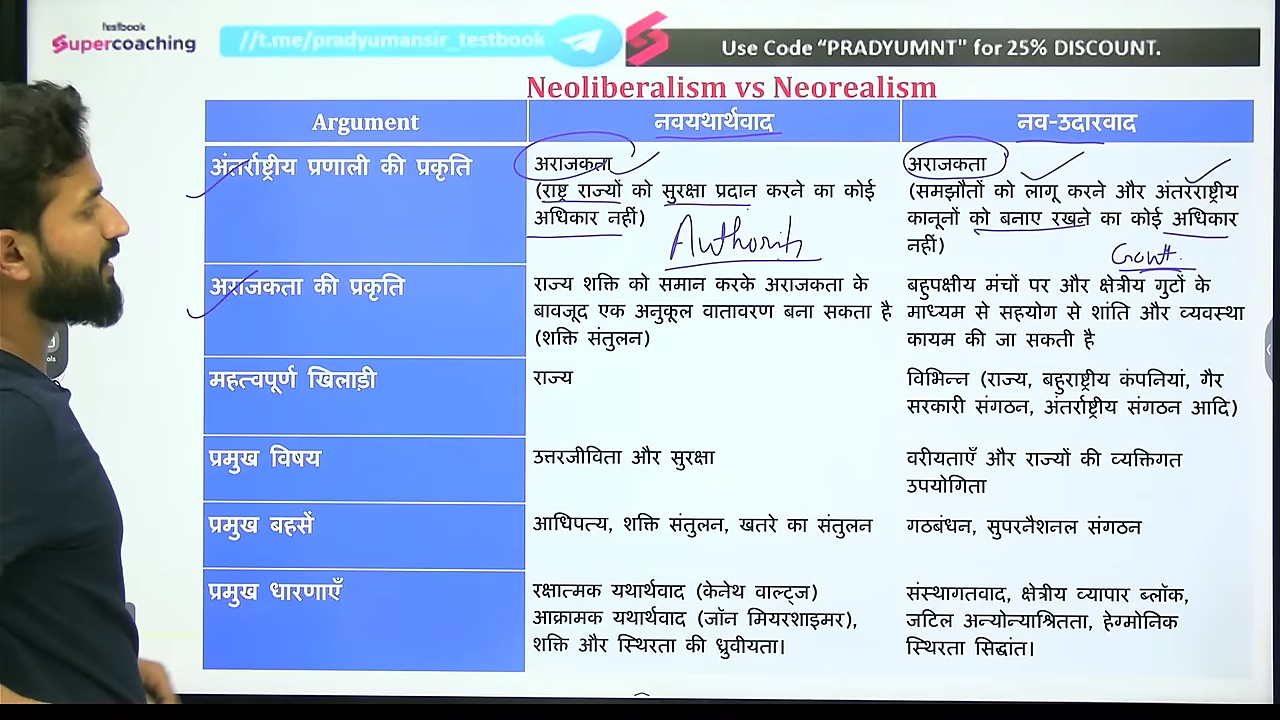 testbook
Supercoaching
//t.me/pradyumansir_testbook
Use Code “PRADYUMNT" for 25% DISCOUNT.
Neoliberalism vs Neorealism
Argument
नवयथार्थवाद
नव-उदारवाद
अंतर्राष्ट्रीय प्रणाली की प्रकृति
अराजकता
(राष्ट्र राज्यों को सुरक्षा प्रदान करने का कोई
अधिकार नहीं)
Authority
अराजकता
(समझौतों को लागू करने और अंतरराष्ट्रीय
कानूनों को बनाए रखने का कोई अधिकार
नहीं)
Govt.
अराजकता की प्रकृति
राज्य शक्ति को समान करके अराजकता के
बावजूद एक अनुकूल वातावरण बना सकता है
(शक्ति संतुलन)
बहुपक्षीय मंचों पर और क्षेत्रीय गुटों के
माध्यम से सहयोग से शांति और व्यवस्था
कायम की जा सकती है
महत्वपूर्ण खिलाड़ी
राज्य
विभिन्न (राज्य, बहुराष्ट्रीय कंपनियां, गैर
सरकारी संगठन, अंतर्राष्ट्रीय संगठन आदि)
प्रमुख विषय
उत्तरजीविता और सुरक्षा
वरीयताएँ और राज्यों की व्यक्तिगत
उपयोगिता
प्रमुख बहसें
आधिपत्य, शक्ति संतुलन, खतरे का संतुलन
गठबंधन, सुपरनैशनल संगठन
प्रमुख धारणाएँ
रक्षात्मक यथार्थवाद (केनेथ वाल्ट्ज)
आक्रामक यथार्थवाद (जॉन मियरशाइमर),
शक्ति और स्थिरता की ध्रुवीयता।
संस्थागतवाद, क्षेत्रीय व्यापार ब्लॉक,
जटिल अन्योन्याश्रितता, हेग्मोनिक
स्थिरता सिद्धांत।